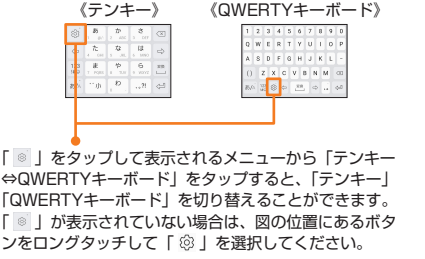 《テンキー》 《QWERTYキーボード》
あ か さ
た な は
ま や ら
わ 、。?!
1 2 3 4 5 6 7 8 9 0
Q W E R T Y U I O P
A S D F G H J K L -
( ) Z X C V B N M
「 」をタップして表示されるメニューから「テンキー
⇔QWERTYキーボード」をタップすると、「テンキー」
「QWERTYキーボード」を切り替えることができます。
「 」が表示されていない場合は、図の位置にあるボタ
ンをロングタッチして「 」を選択してください。